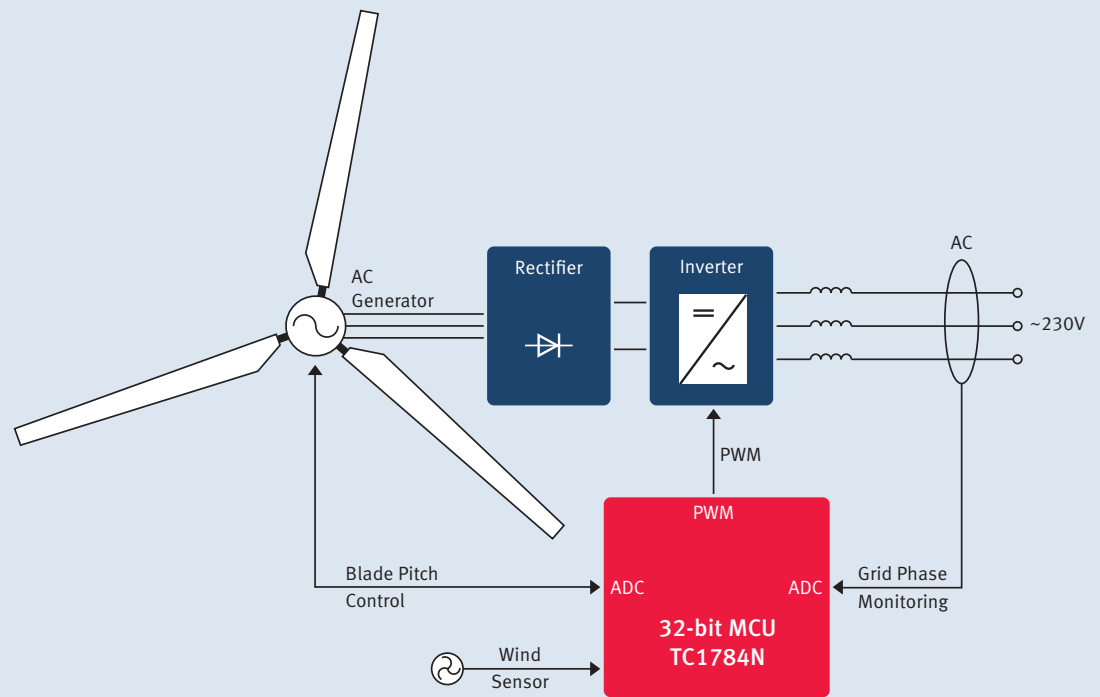 AC
Generator
Rectifier
Inverter
AC
~230V
PWM
PWM
Blade Pitch
Control
ADC
ADC
Grid Phase
Monitoring
32-bit MCU
TC1784N
Wind
Sensor